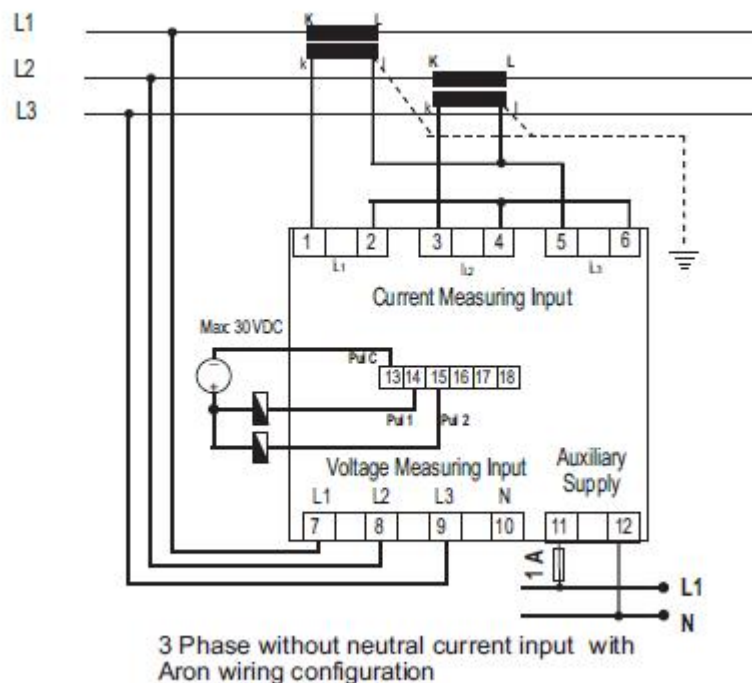 K L
L1
L2
K L
k l
L3
k l
1 2 3 4 5 6
L1 IL2 L3
Current Measuring Input
Max: 30VDC
Pul C
13 14 15 16 17 18
Pul 1 Pul 2
Voltage Measuring Input
Auxiliary
Supply
L1 L2 L3 N
7 8 9 10 11 12
1 A
L1
N
3 Phase without neutral current input with
Aron wiring configuration